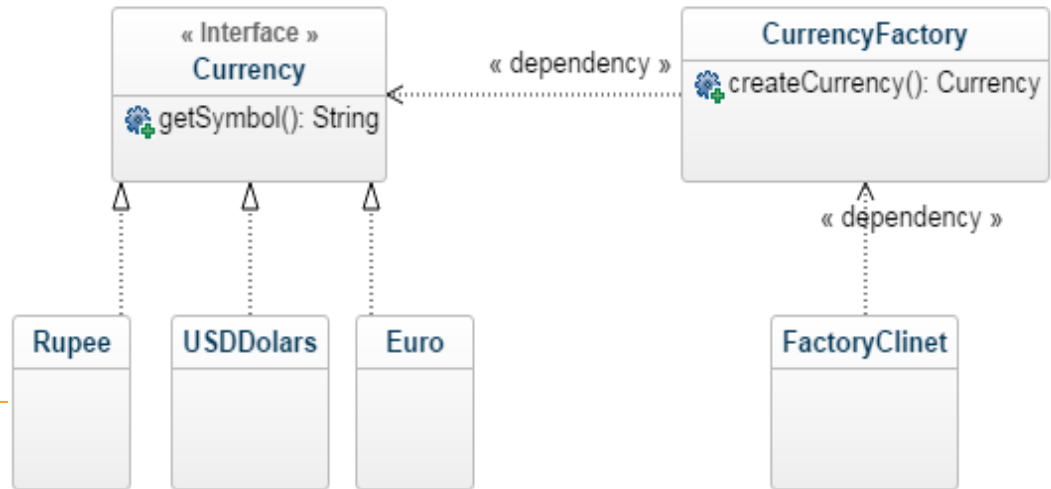 « Interface »
Currency
getSymbol(): String
« dependency »
CurrencyFactory
createCurrency(): Currency
« dependency »
Rupee
USDDolars
Euro
FactoryClinet